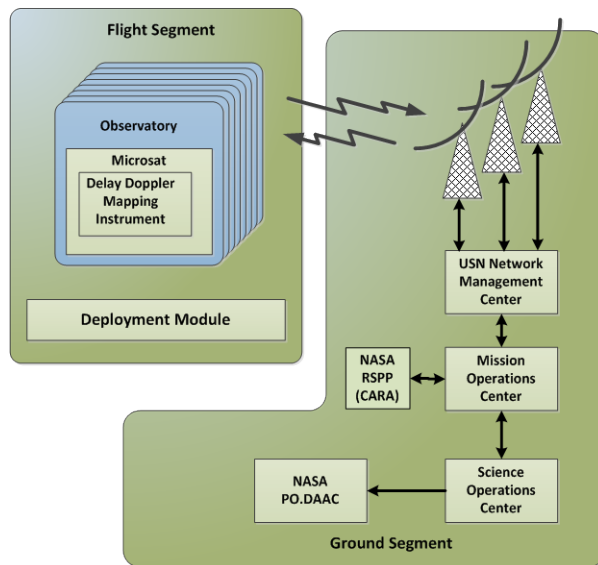 Flight Segment
Observatory
Microsat
Delay Doppler
Mapping
Instrument
Deployment Module
USN Network
Management
Center
NASA
RSPP
(CARA)
Mission
Operations
Center
NASA
PO.DAAC
Science
Operations
Center
Ground Segment